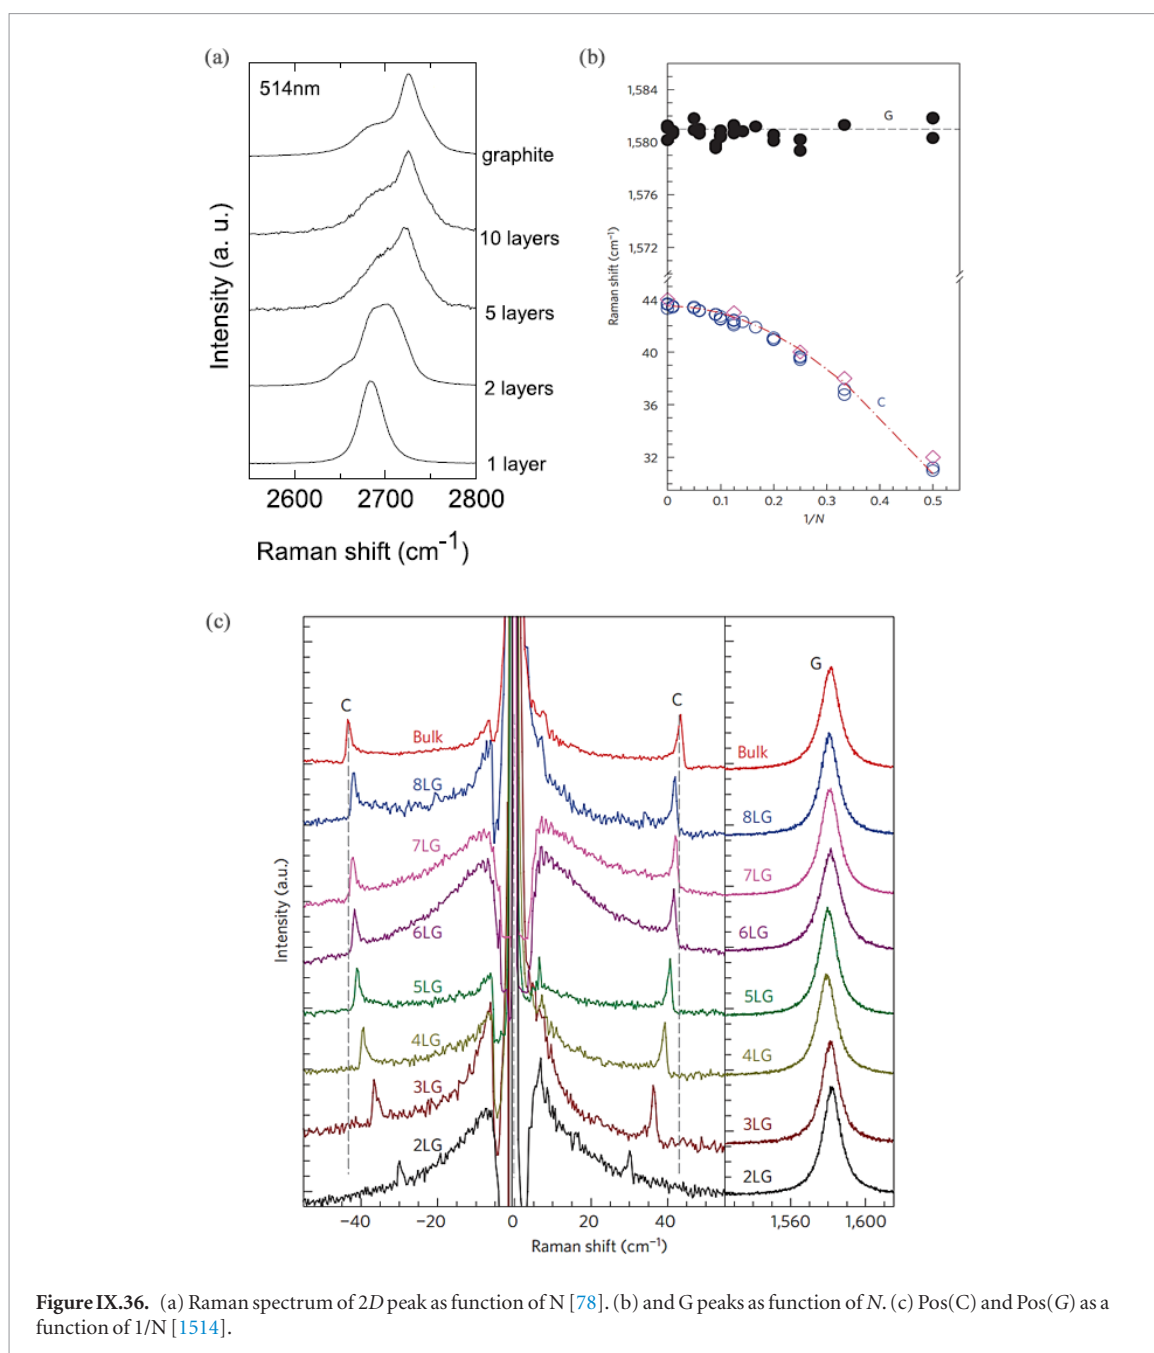 (a)
514nm
2600 2700 2800
graphite
10 layers
5 layers
2 layers
1 layer
Intensity (a. u.)
2600 2700 2800
Raman shift (cm-1)
(b)
1,584
1,580
1,576
1,572
44
40
36
32
G
C
Raman shift (cm−1)
0 0.1 0.2 0.3 0.4 0.5
1/N
(c)
C C G
Bulk Bulk
8LG 8LG
7LG 7LG
6LG 6LG
5LG 5LG
4LG 4LG
3LG 3LG
2LG 2LG
Intensity (a.u.)
−40 −20 0 20 40 1,560 1,600
Raman shift (cm−1)
Figure IX.36. (a) Raman spectrum of 2D peak as function of N [78]. (b) and G peaks as function of N. (c) Pos(C) and Pos(G) as a
function of 1/N [1514].